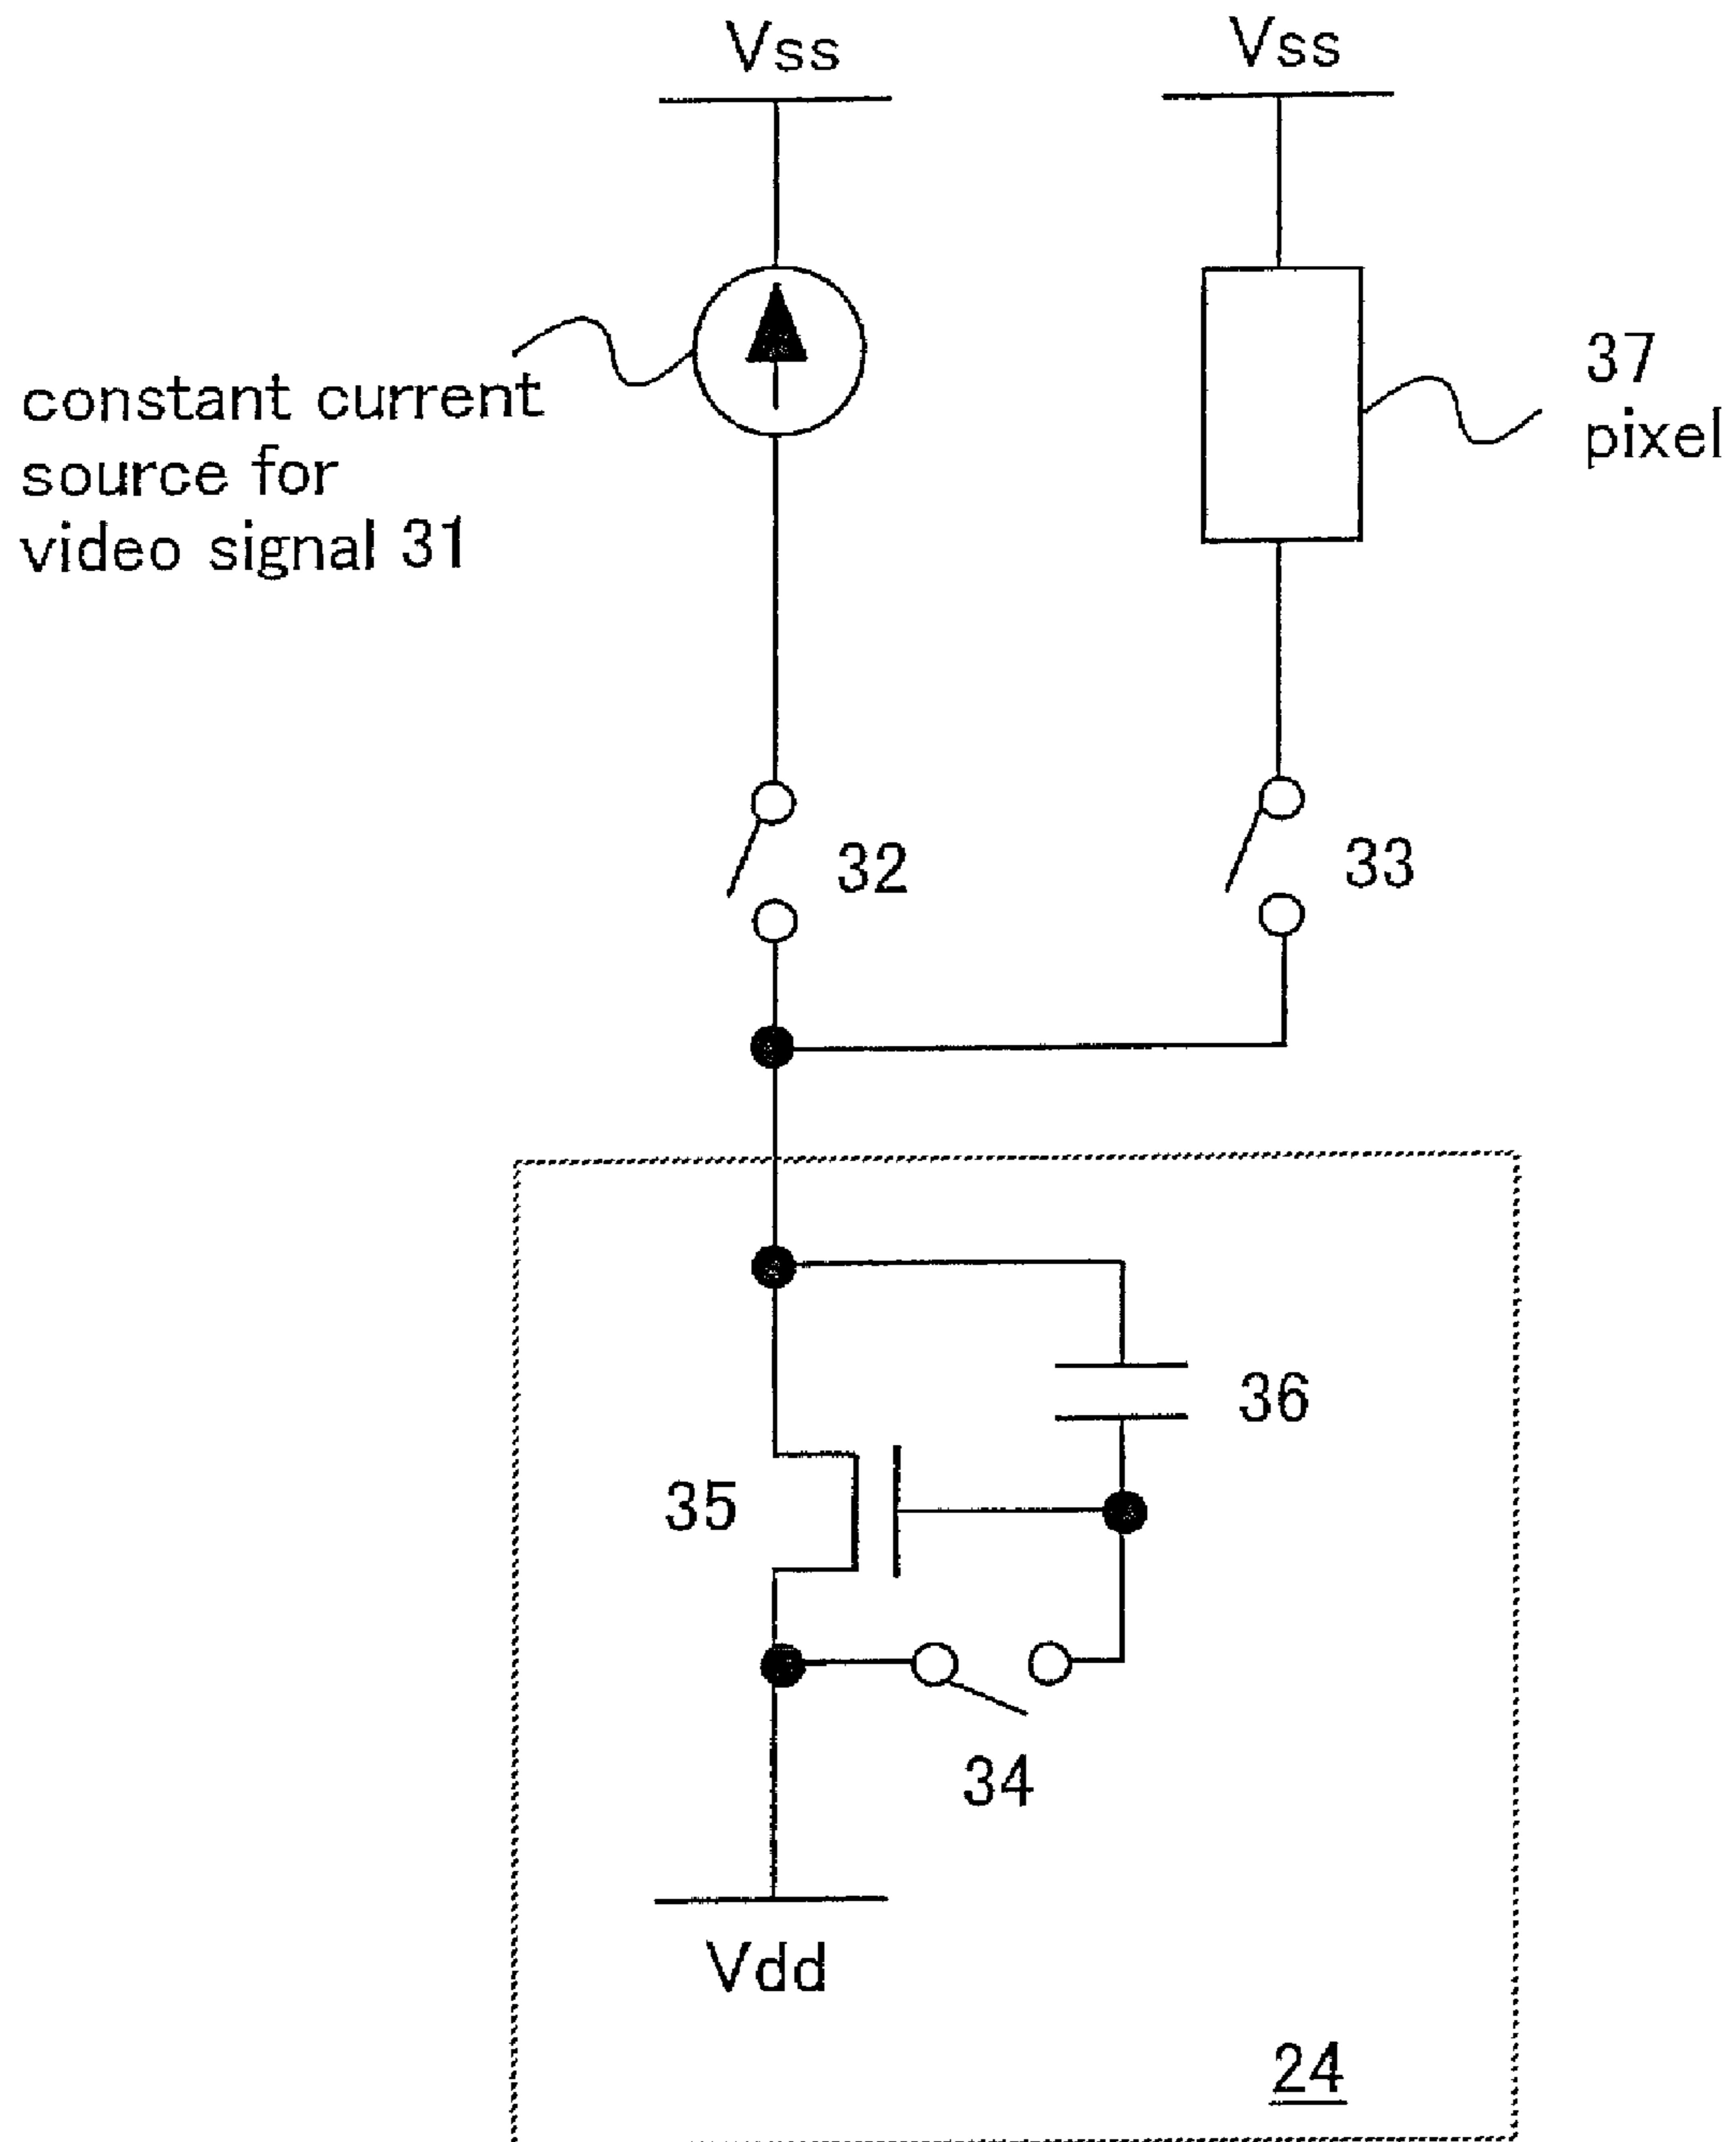 Vss
Vss
constant current
source for
video signal 31
37
pixel
32
33
36
35
34
Vdd
24